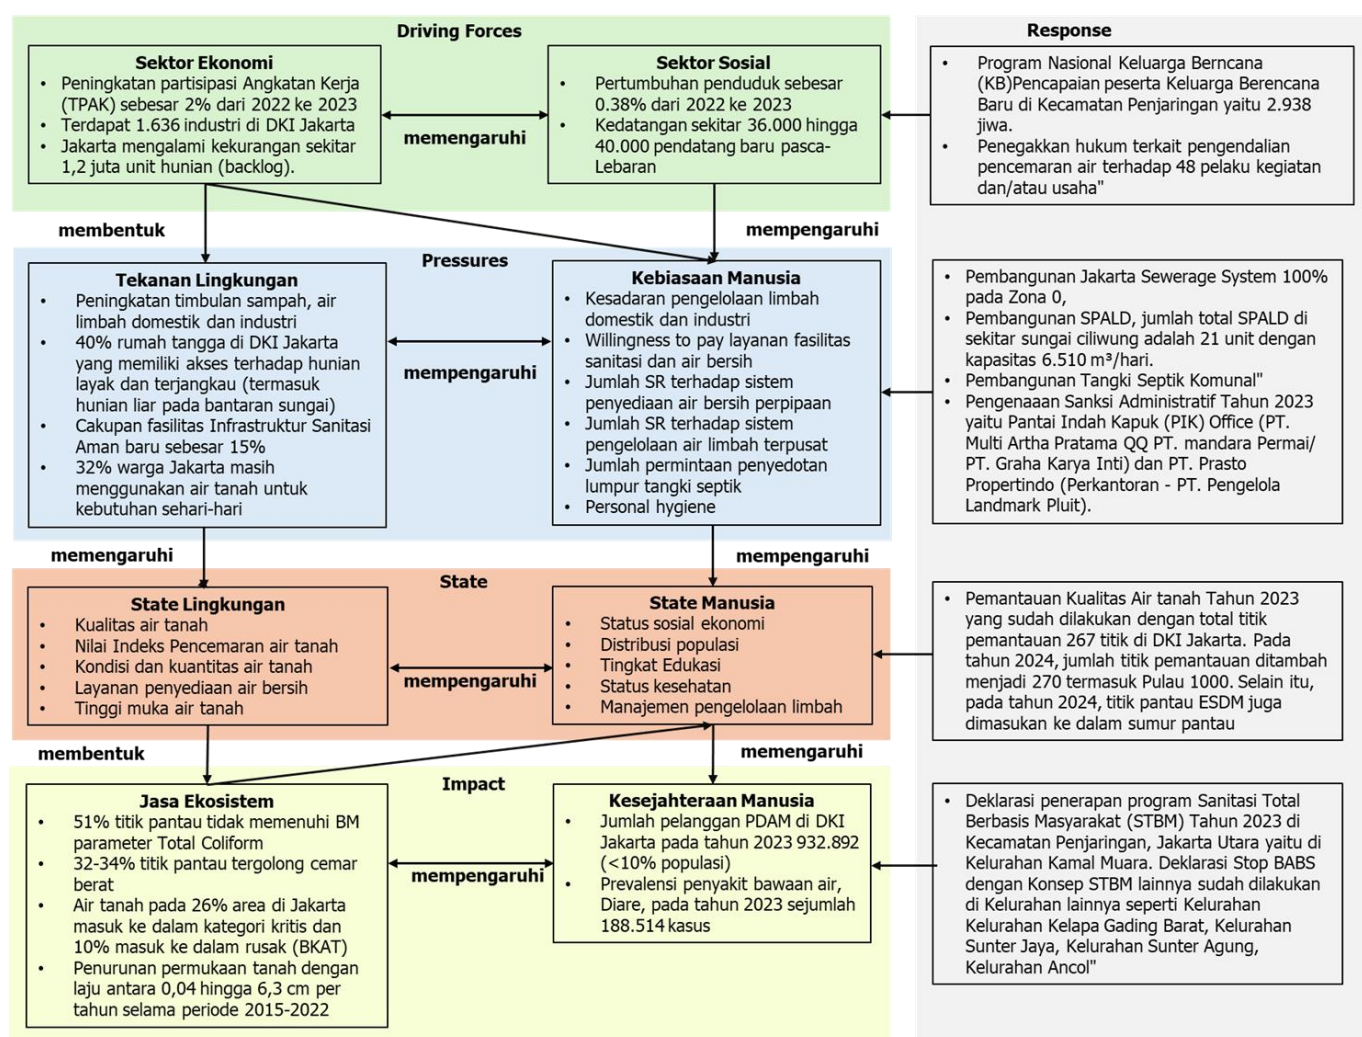 Driving Forces
Sektor Ekonomi
• Peningkatan partisipasi Angkatan Kerja
(TPAK) sebesar 2% dari 2022 ke 2023
• Terdapat 1.636 industri di DKI Jakarta
• Jakarta mengalami kekurangan sekitar
1,2 juta unit hunian (backlog).
memengaruhi
Sektor Sosial
• Pertumbuhan penduduk sebesar
0.38% dari 2022 ke 2023
• Kedatangan sekitar 36.000 hingga
40.000 pendatang baru pasca-
Lebaran
Response
• Program Nasional Keluarga Berncana
(KB)Pencapaian peserta Keluarga Berencana
Baru di Kecamatan Penjaringan yaitu 2.938
jiwa.
• Penegakkan hukum terkait pengendalian
pencemaran air terhadap 48 pelaku kegiatan
dan/atau usaha"
membentuk
mempengaruhi
Pressures
Tekanan Lingkungan
• Peningkatan timbulan sampah, air
limbah domestik dan industri
• 40% rumah tangga di DKI Jakarta
yang memiliki akses terhadap hunian
layak dan terjangkau (termasuk
hunian liar pada bantaran sungai)
• Cakupan fasilitas Infrastruktur Sanitasi
Aman baru sebesar 15%
• 32% warga Jakarta masih
menggunakan air tanah untuk
kebutuhan sehari-hari
mempengaruhi
Kebiasaan Manusia
• Kesadaran pengelolaan limbah
domestik dan industri
• Willingness to pay layanan fasilitas
sanitasi dan air bersih
• Jumlah SR terhadap sistem
penyediaan air bersih perpipaan
• Jumlah SR terhadap sistem
pengelolaan air limbah terpusat
• Jumlah permintaan penyedotan
lumpur tangki septik
• Personal hygiene
• Pembangunan Jakarta Sewerage System 100%
pada Zona 0,
• Pembangunan SPALD, jumlah total SPALD di
sekitar sungai ciliwung adalah 21 unit dengan
kapasitas 6.510 m³/hari.
• Pembangunan Tangki Septik Komunal"
• Pengenaaan Sanksi Administratif Tahun 2023
yaitu Pantai Indah Kapuk (PIK) Office (PT.
Multi Artha Pratama QQ PT. mandara Permai/
PT. Graha Karya Inti) dan PT. Prasto
Propertindo (Perkantoran - PT. Pengelola
Landmark Pluit).
memengaruhi
mempengaruhi
State
State Lingkungan
• Kualitas air tanah
• Nilai Indeks Pencemaran air tanah
• Kondisi dan kuantitas air tanah
• Layanan penyediaan air bersih
• Tinggi muka air tanah
mempengaruhi
State Manusia
• Status sosial ekonomi
• Distribusi populasi
• Tingkat Edukasi
• Status kesehatan
• Manajemen pengelolaan limbah
• Pemantauan Kualitas Air tanah Tahun 2023
yang sudah dilakukan dengan total titik
pemantauan 267 titik di DKI Jakarta. Pada
tahun 2024, jumlah titik pemantauan ditambah
menjadi 270 termasuk Pulau 1000. Selain itu,
pada tahun 2024, titik pantau ESDM juga
dimasukan ke dalam sumur pantau
membentuk
memengaruhi
Impact
Jasa Ekosistem
• 51% titik pantau tidak memenuhi BM
parameter Total Coliform
• 32-34% titik pantau tergolong cemar
berat
• Air tanah pada 26% area di Jakarta
masuk ke dalam kategori kritis dan
10% masuk ke dalam rusak (BKAT)
• Penurunan permukaan tanah dengan
laju antara 0,04 hingga 6,3 cm per
tahun selama periode 2015-2022
mempengaruhi
Kesejahteraan Manusia
• Jumlah pelanggan PDAM di DKI
Jakarta pada tahun 2023 932.892
(<10% populasi)
• Prevalensi penyakit bawaan air,
Diare, pada tahun 2023 sejumlah
188.514 kasus
• Deklarasi penerapan program Sanitasi Total
Berbasis Masyarakat (STBM) Tahun 2023 di
Kecamatan Penjaringan, Jakarta Utara yaitu di
Kelurahan Kamal Muara. Deklarasi Stop BABS
dengan Konsep STBM lainnya sudah dilakukan
di Kelurahan lainnya seperti Kelurahan
Kelurahan Kelapa Gading Barat, Kelurahan
Sunter Jaya, Kelurahan Sunter Agung,
Kelurahan Ancol"